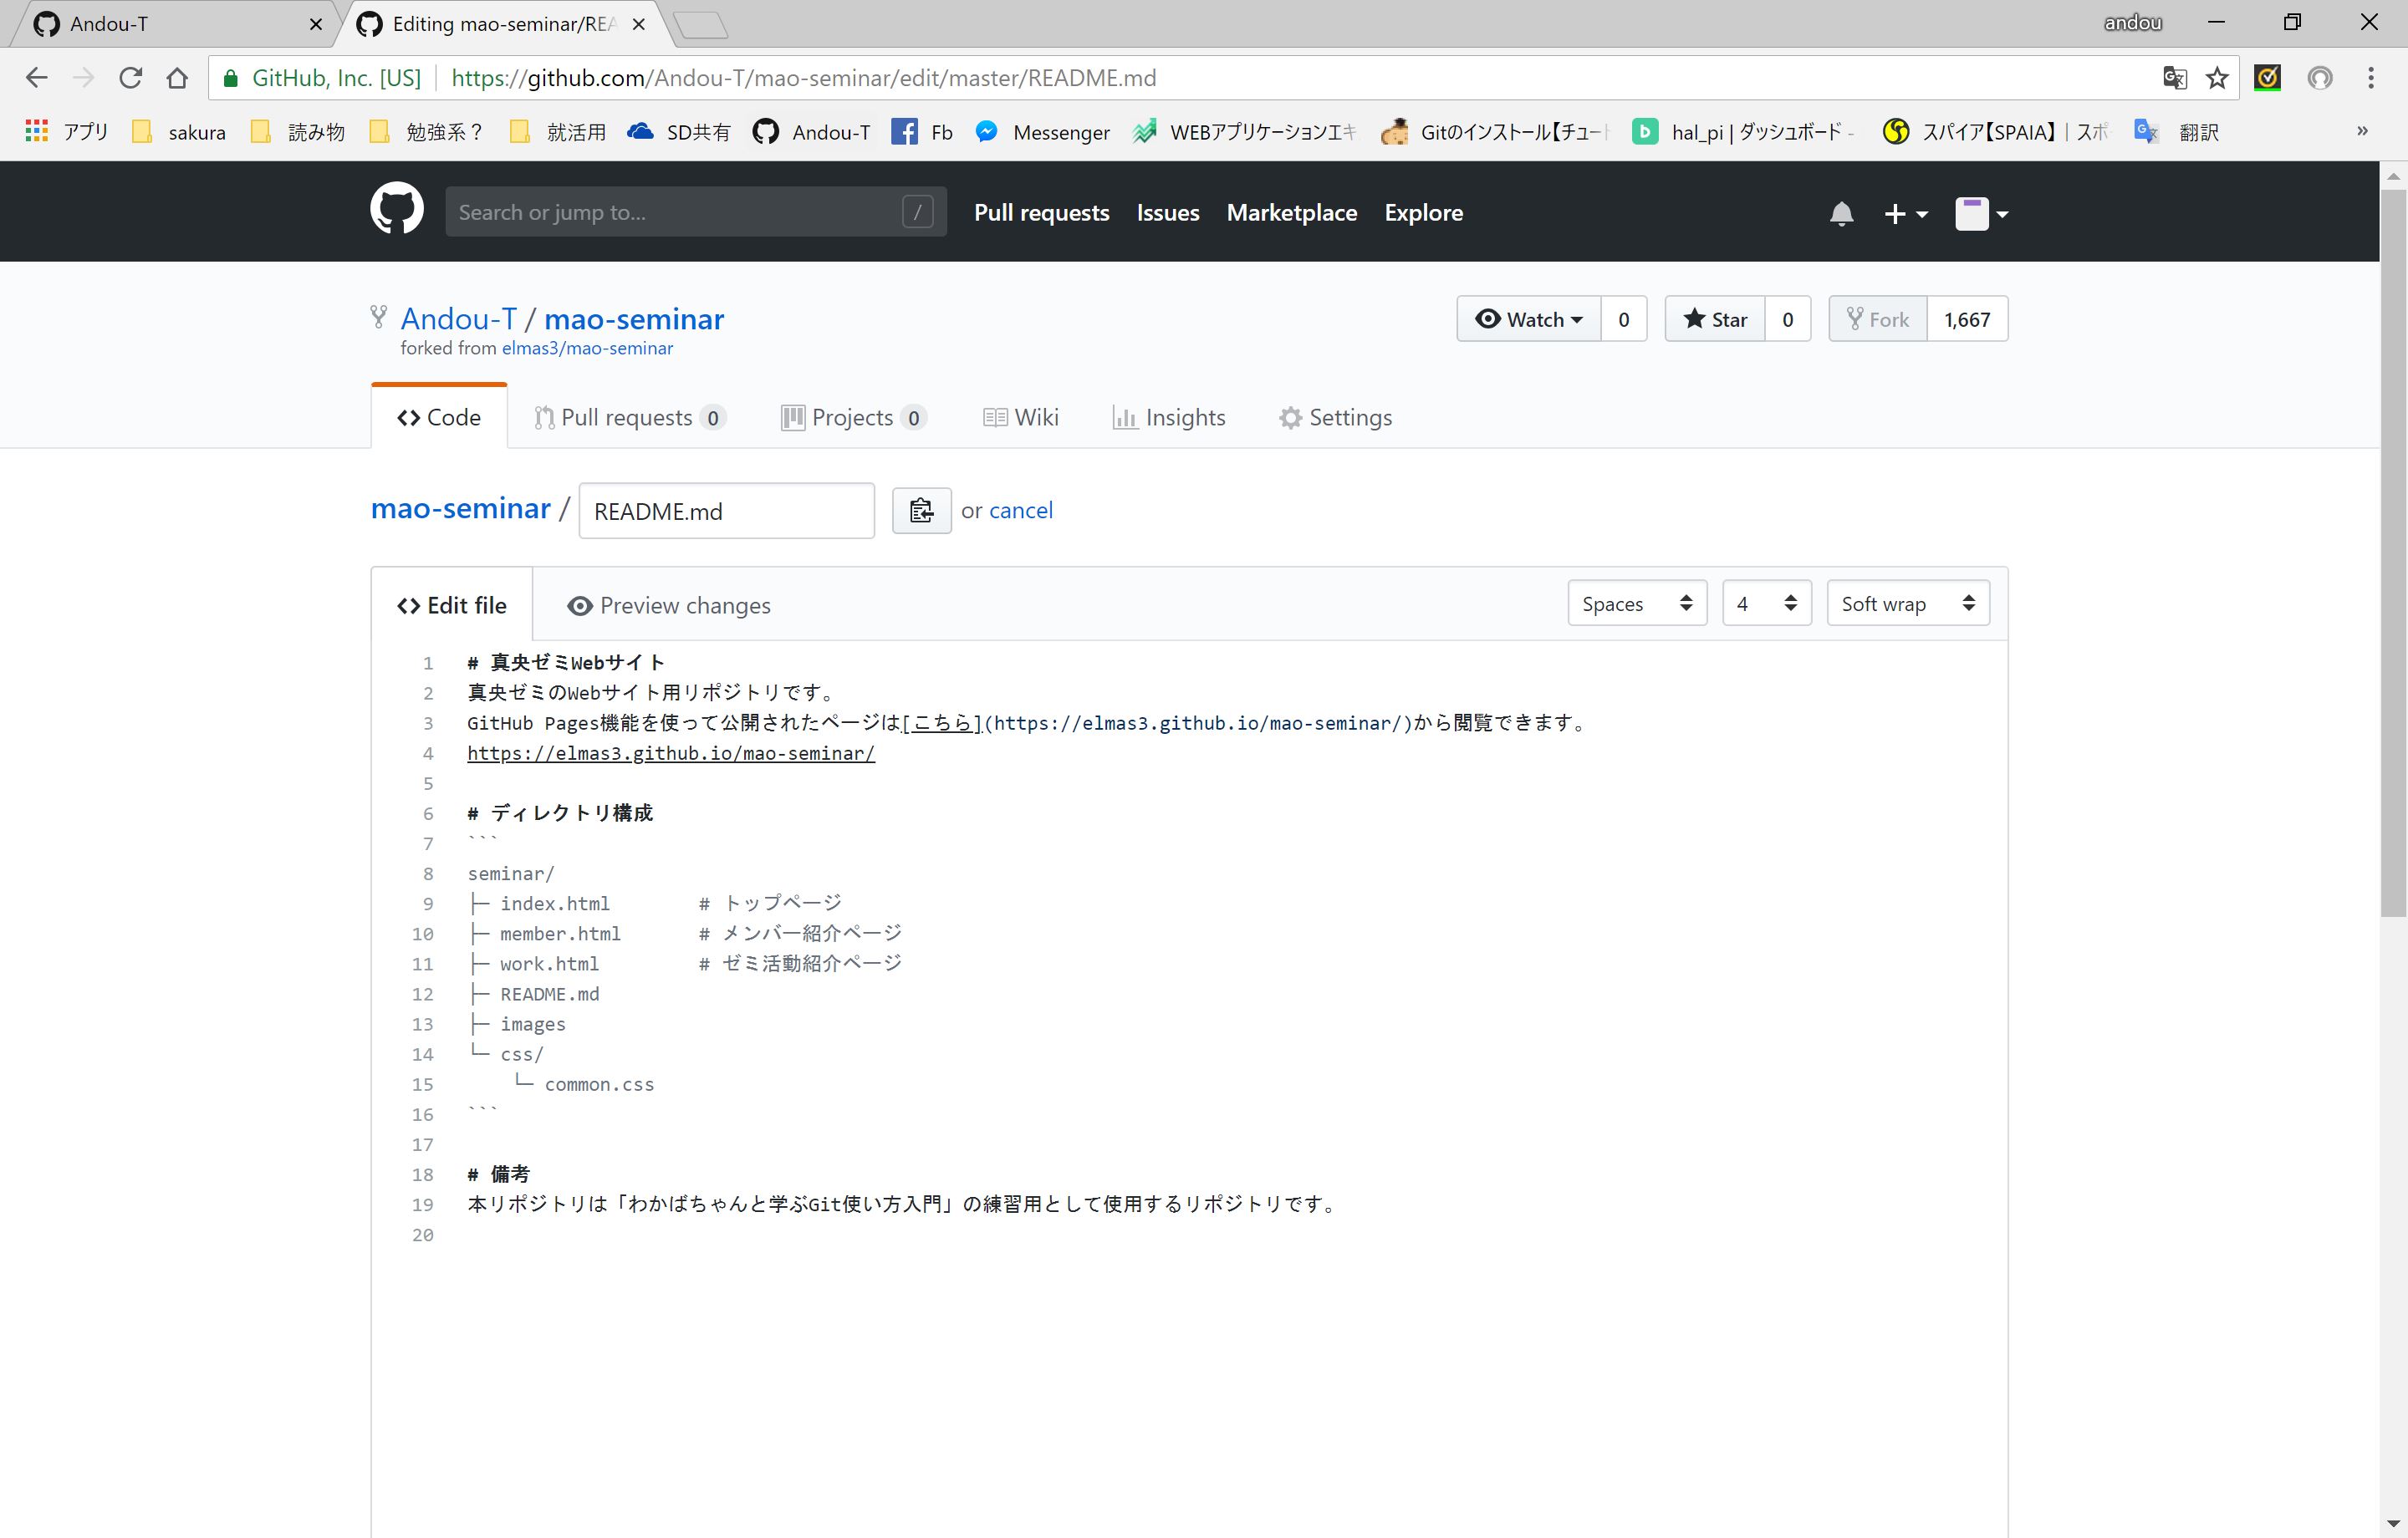 Andou-T
Editing mao-seminar/REA
andou
GitHub, Inc. [US] https://github.com/Andou-T/mao-seminar/edit/master/README.md
アプリ sakura 読み物 勉強系？ 就活用 SD共有 Andou-T Fb Messenger WEBアプリケーションエキ Gitのインストール【チュート hal_pi | ダッシュボード - スパイア【SPAIA】 | スポ 翻訳 »
Search or jump to... / Pull requests Issues Marketplace Explore
Andou-T / mao-seminar
Watch 0 Star 0 Fork 1,667
forked from elmas3/mao-seminar
Code Pull requests 0 Projects 0 Wiki Insights Settings
mao-seminar / README.md or cancel
Edit file Preview changes Spaces 4 Soft wrap
1 # 真央ゼミWebサイト
2 真央ゼミのWebサイト用リポジトリです。
3 GitHub Pages機能を使って公開されたページは[こちら](https://elmas3.github.io/mao-seminar/)から閲覧できます。
4 https://elmas3.github.io/mao-seminar/
5
6 # ディレクトリ構成
7 ```
8 seminar/
9 ├─ index.html # トップページ
10 ├─ member.html # メンバー紹介ページ
11 ├─ work.html # ゼミ活動紹介ページ
12 ├─ README.md
13 ├─ images
14 └─ css/
15 └─ common.css
16 ```
17
18 # 備考
19 本リポジトリは「わかばちゃんと学ぶGit使い方入門」の練習用として使用するリポジトリです。
20